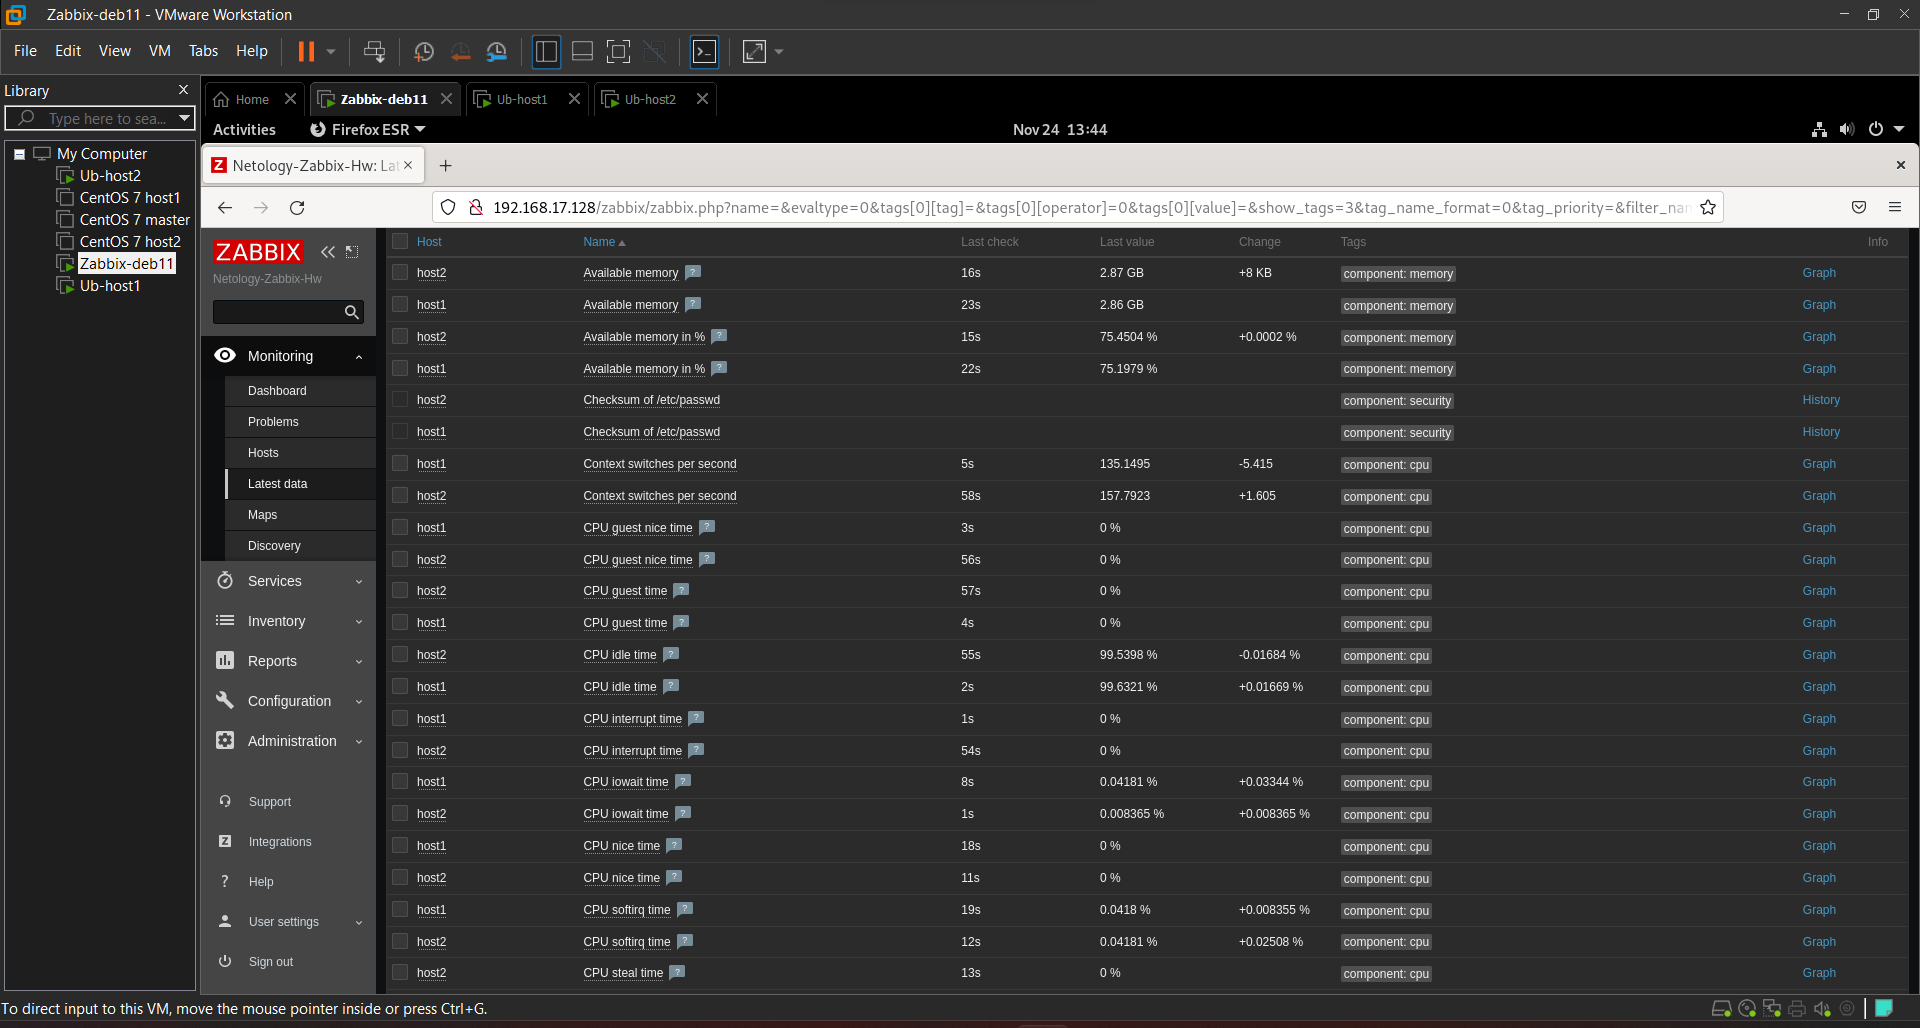 Zabbix-deb11 - VMware Workstation
File Edit View VM Tabs Help
Library
Type here to sea...
My Computer
Ub-host2
CentOS 7 host1
CentOS 7 master
CentOS 7 host2
Zabbix-deb11
Ub-host1
Home Zabbix-deb11 Ub-host1 Ub-host2
Activities Firefox ESR Nov 24 13:44
Netology-Zabbix-Hw: Lat
192.168.17.128/zabbix/zabbix.php?name=&evaltype=0&tags[0][tag]=&tags[0][operator]=0&tags[0][value]=&show_tags=3&tag_name_format=0&tag_priority=&filter_nam
ZABBIX
Netology-Zabbix-Hw
Monitoring
Dashboard
Problems
Hosts
Latest data
Maps
Discovery
Services
Inventory
Reports
Configuration
Administration
Support
Integrations
Help
User settings
Sign out
Host Name Last check Last value Change Tags Info
host2 Available memory ? 16s 2.87 GB +8 KB component: memory Graph
host1 Available memory ? 23s 2.86 GB component: memory Graph
host2 Available memory in % ? 15s 75.4504 % +0.0002 % component: memory Graph
host1 Available memory in % ? 22s 75.1979 % component: memory Graph
host2 Checksum of /etc/passwd component: security History
host1 Checksum of /etc/passwd component: security History
host1 Context switches per second 5s 135.1495 -5.415 component: cpu Graph
host2 Context switches per second 58s 157.7923 +1.605 component: cpu Graph
host1 CPU guest nice time ? 3s 0 % component: cpu Graph
host2 CPU guest nice time ? 56s 0 % component: cpu Graph
host2 CPU guest time ? 57s 0 % component: cpu Graph
host1 CPU guest time ? 4s 0 % component: cpu Graph
host2 CPU idle time ? 55s 99.5398 % -0.01684 % component: cpu Graph
host1 CPU idle time ? 2s 99.6321 % +0.01669 % component: cpu Graph
host1 CPU interrupt time ? 1s 0 % component: cpu Graph
host2 CPU interrupt time ? 54s 0 % component: cpu Graph
host1 CPU iowait time ? 8s 0.04181 % +0.03344 % component: cpu Graph
host2 CPU iowait time ? 1s 0.008365 % +0.008365 % component: cpu Graph
host1 CPU nice time ? 18s 0 % component: cpu Graph
host2 CPU nice time ? 11s 0 % component: cpu Graph
host1 CPU softirq time ? 19s 0.0418 % +0.008355 % component: cpu Graph
host2 CPU softirq time ? 12s 0.04181 % +0.02508 % component: cpu Graph
host2 CPU steal time ? 13s 0 % component: cpu Graph
To direct input to this VM, move the mouse pointer inside or press Ctrl+G.